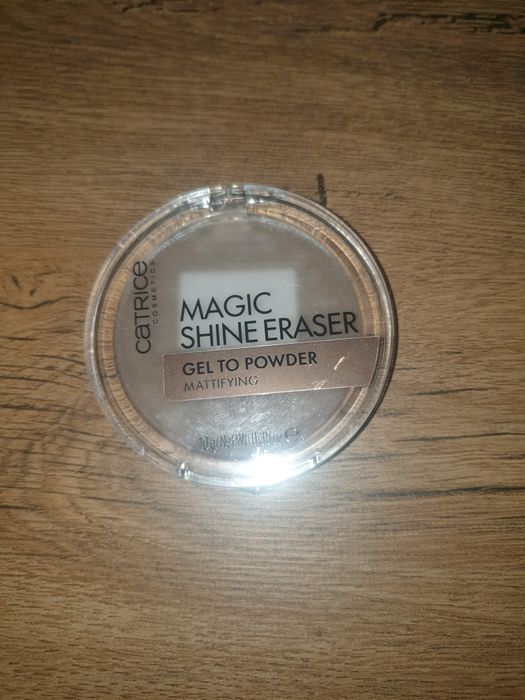 CATRICE
COSMETICS
MAGIC
SHINE ERASER
GEL TO POWDER
MATTIFYING